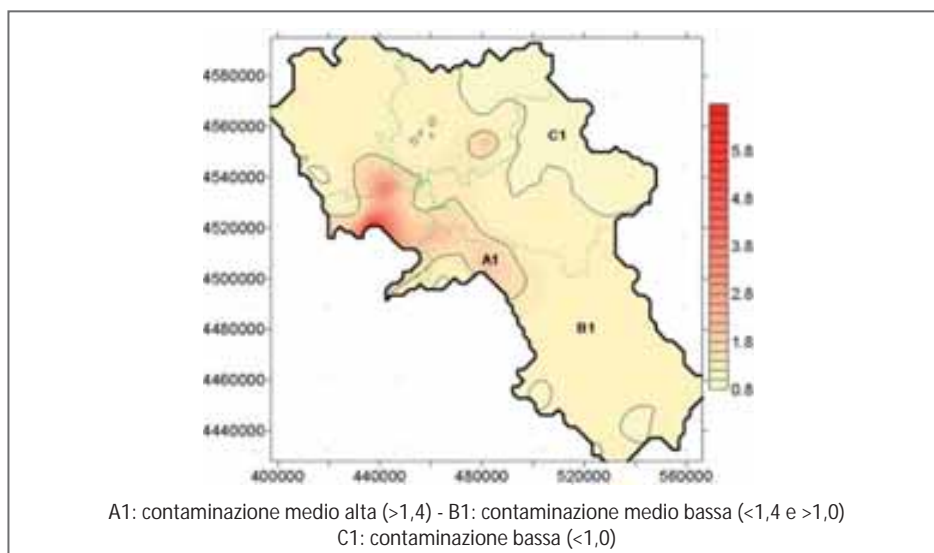 4580000
4560000
C1
5.8
4540000
4.8
4520000
3.8
A1
4500000
2.8
B1
4480000
1.8
4460000
0.8
4440000
400000 440000 480000 520000 560000
A1: contaminazione medio alta (>1,4) - B1: contaminazione medio bassa (<1,4 e >1,0)
C1: contaminazione bassa (<1,0)